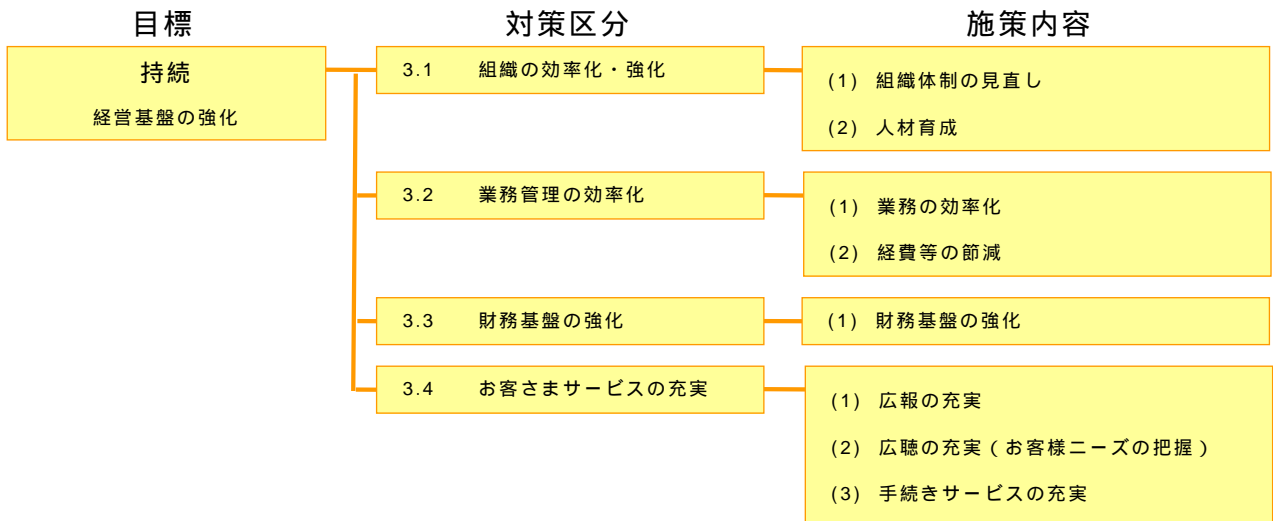 目標 対策区分 施策内容
持続
経営基盤の強化
3.1 組織の効率化・強化
(1) 組織体制の見直し
(2) 人材育成
3.2 業務管理の効率化
(1) 業務の効率化
(2) 経費等の節減
3.3 財務基盤の強化
(1) 財務基盤の強化
3.4 お客さまサービスの充実
(1) 広報の充実
(2) 広聴の充実(お客様ニーズの把握)
(3) 手続きサービスの充実